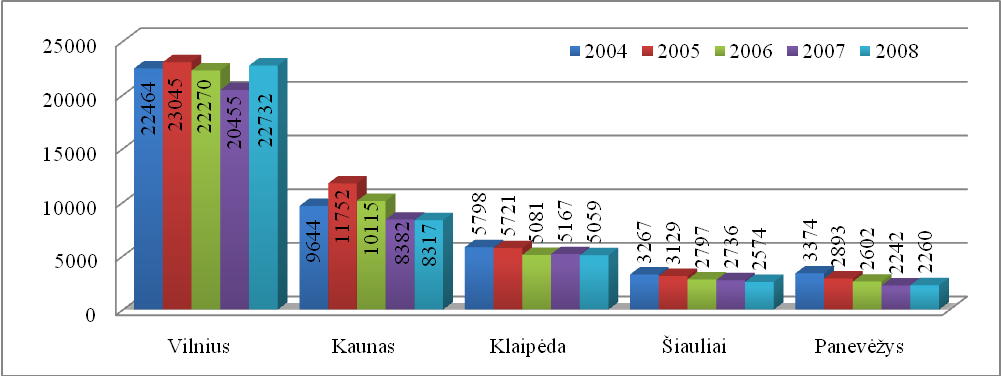 2004 2005 2006 2007 2008
25000
20000
15000
10000
5000
0
22464 23045 22270 20455 22732
9644 11752 10115 8382 8317
5798 5721 5081 5167 5059
3267 3129 2797 2736 2574
3374 2893 2602 2242 2260
Vilnius Kaunas Klaipėda Šiauliai Panevėžys